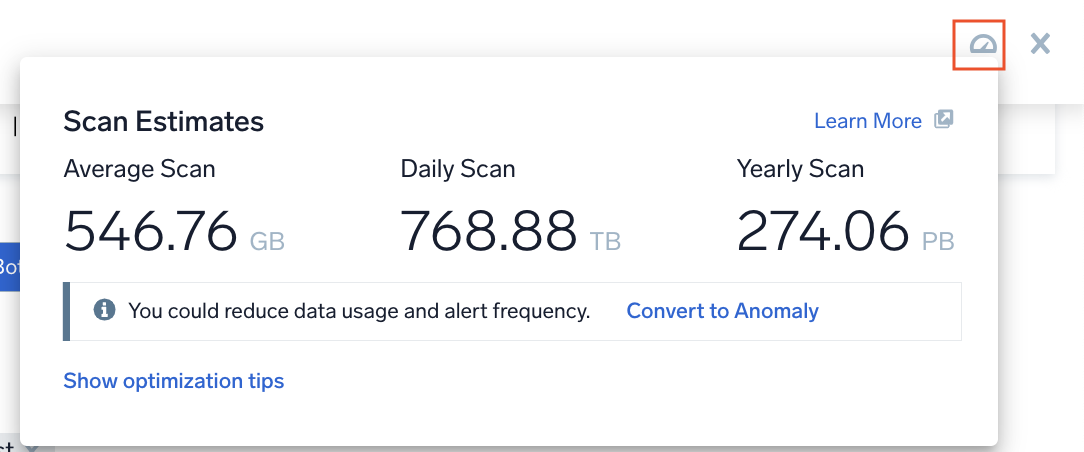 Scan Estimates
Learn More
Average Scan
Daily Scan
Yearly Scan
546.76 GB
768.88 TB
274.06 PB
You could reduce data usage and alert frequency.
Convert to Anomaly
Show optimization tips